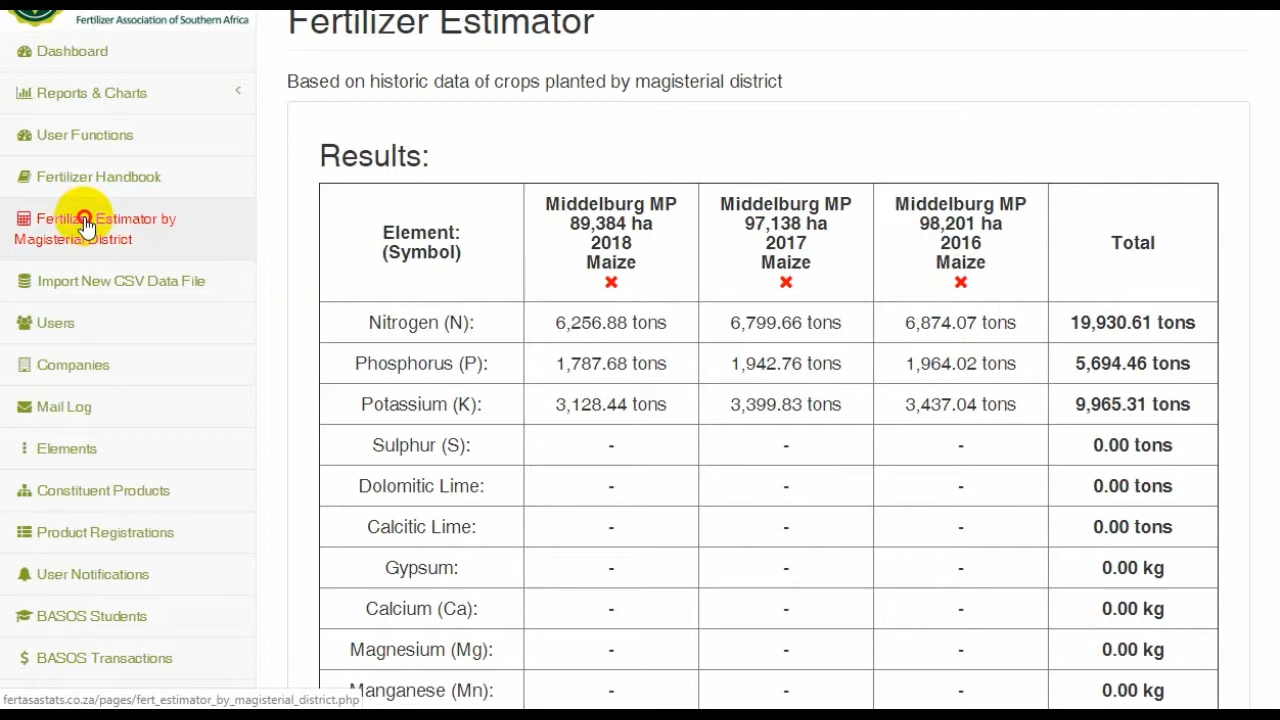 Fertilizer Association of Southern Africa
Dashboard
Reports & Charts
User Functions
Fertilizer Handbook
Fertilizer Estimator by
Magisterial District
Import New CSV Data File
Users
Companies
Mail Log
Elements
Constituent Products
Product Registrations
User Notifications
BASOS Students
BASOS Transactions
fertasastats.co.za/pages/fert_estimator_by_magisterial_district.php
Fertilizer Estimator
Based on historic data of crops planted by magisterial district
Results:
Element:
(Symbol)
Middelburg MP
89,384 ha
2018
Maize
Middelburg MP
97,138 ha
2017
Maize
Middelburg MP
98,201 ha
2016
Maize
Total
Nitrogen (N): 6,256.88 tons 6,799.66 tons 6,874.07 tons 19,930.61 tons
Phosphorus (P): 1,787.68 tons 1,942.76 tons 1,964.02 tons 5,694.46 tons
Potassium (K): 3,128.44 tons 3,399.83 tons 3,437.04 tons 9,965.31 tons
Sulphur (S): - - - 0.00 tons
Dolomitic Lime: - - - 0.00 tons
Calcitic Lime: - - - 0.00 tons
Gypsum: - - - 0.00 kg
Calcium (Ca): - - - 0.00 kg
Magnesium (Mg): - - - 0.00 kg
Manganese (Mn): - - - 0.00 kg